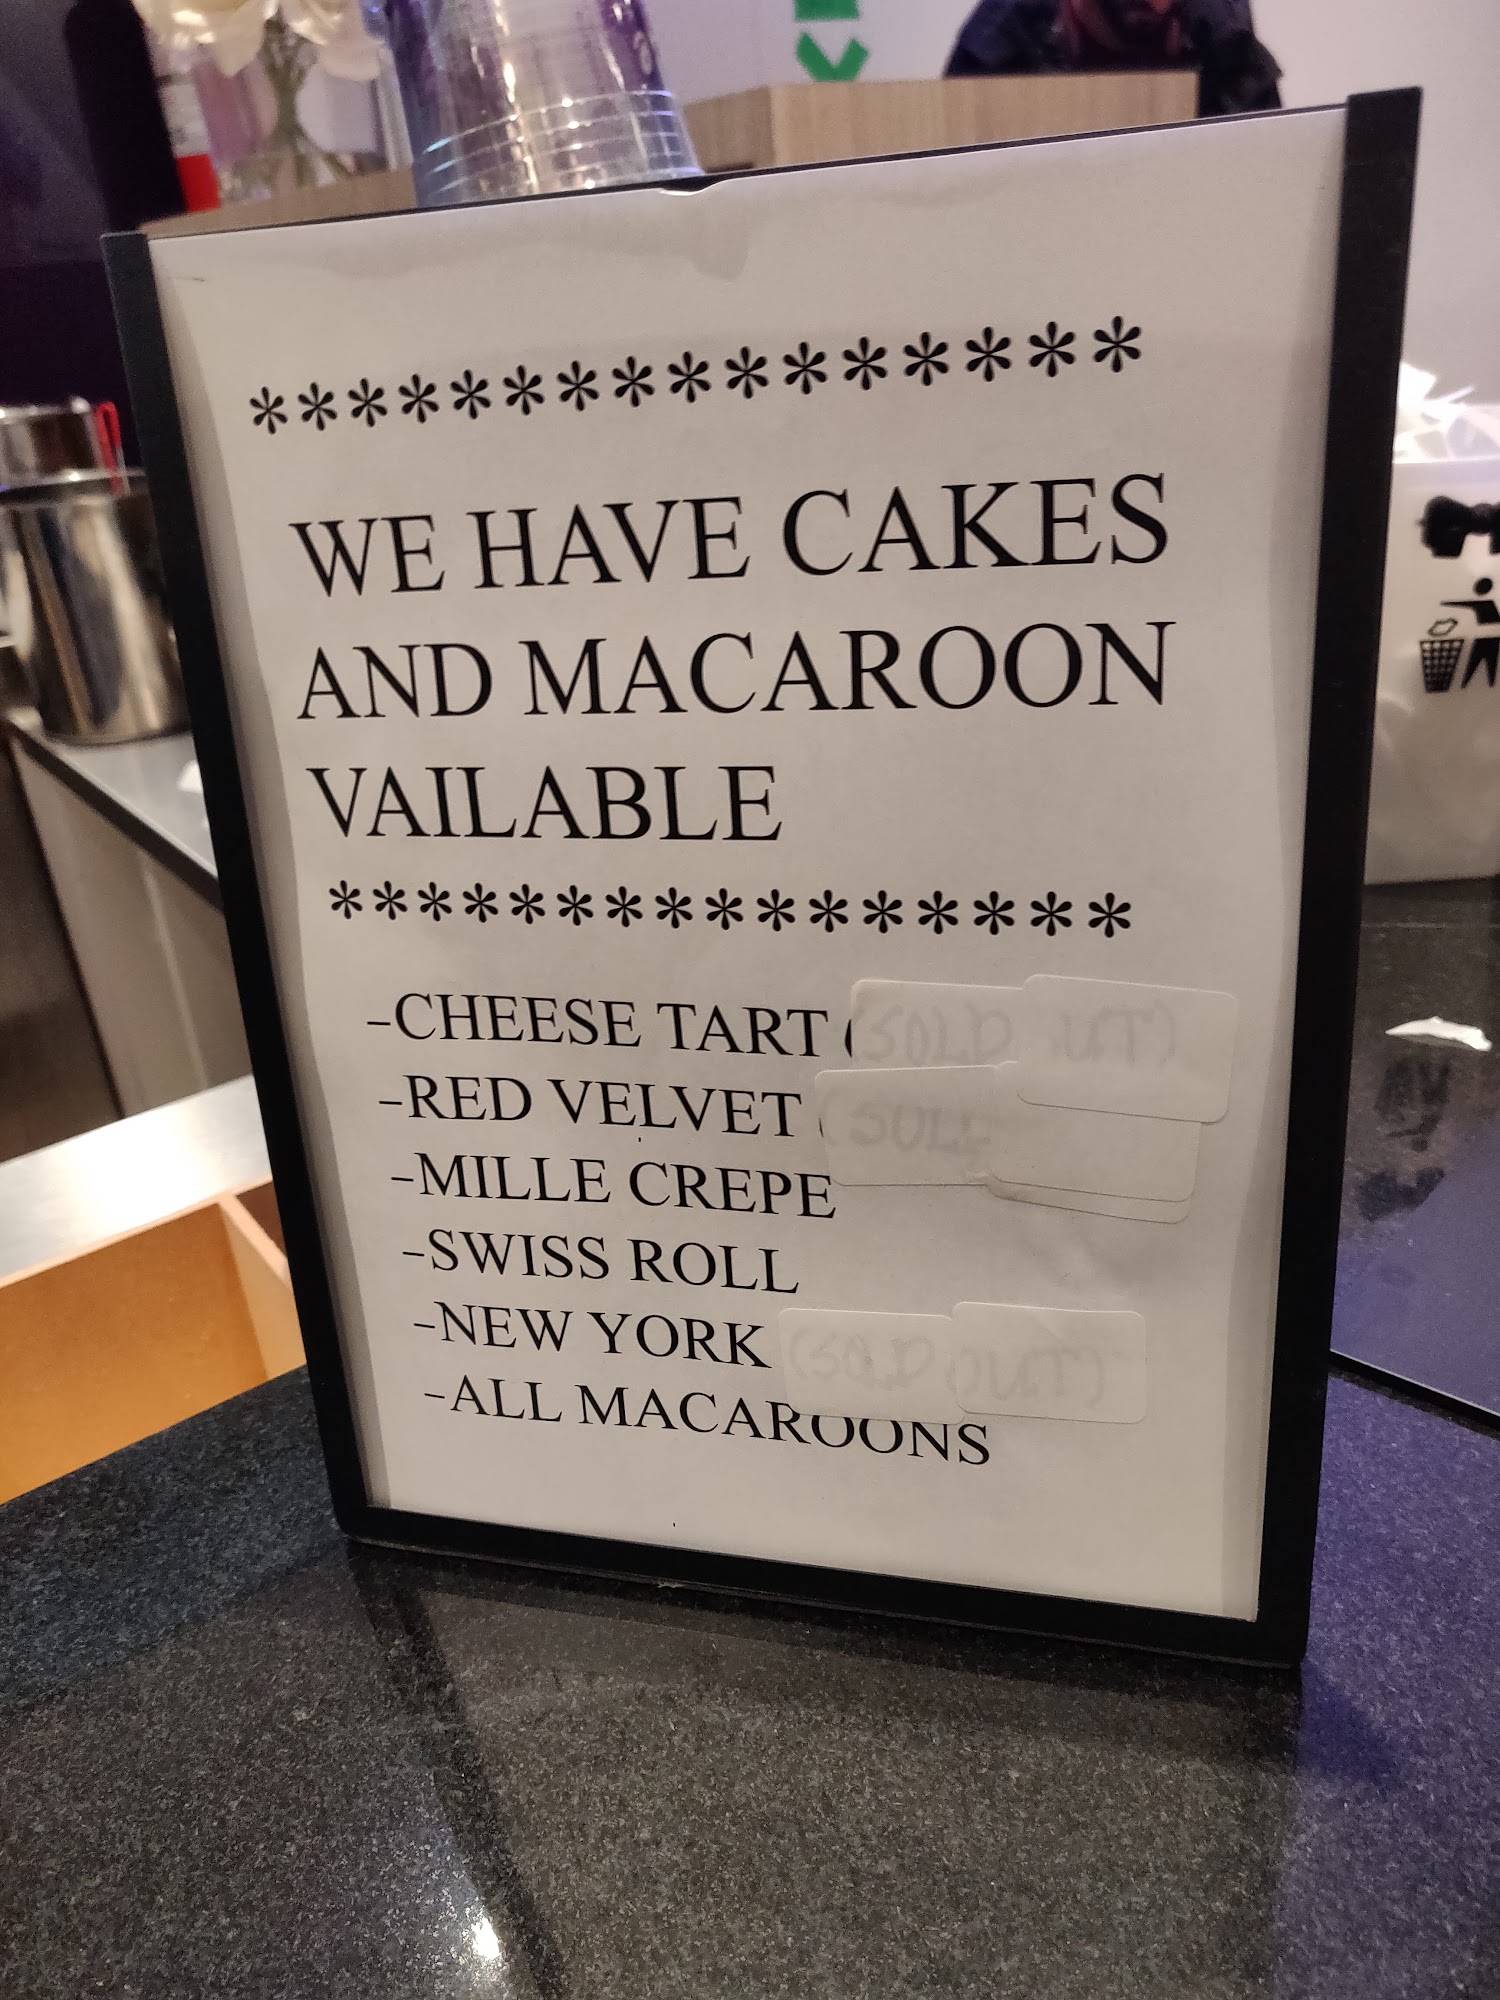 ****************
WE HAVE CAKES
AND MACAROON
VAILABLE
*****************
-CHEESE TART (SOLD OUT)
-RED VELVET (
-MILLE CREPE
-SWISS ROLL
-NEW YORK (SOLD OUT)
-ALL MACAROONS